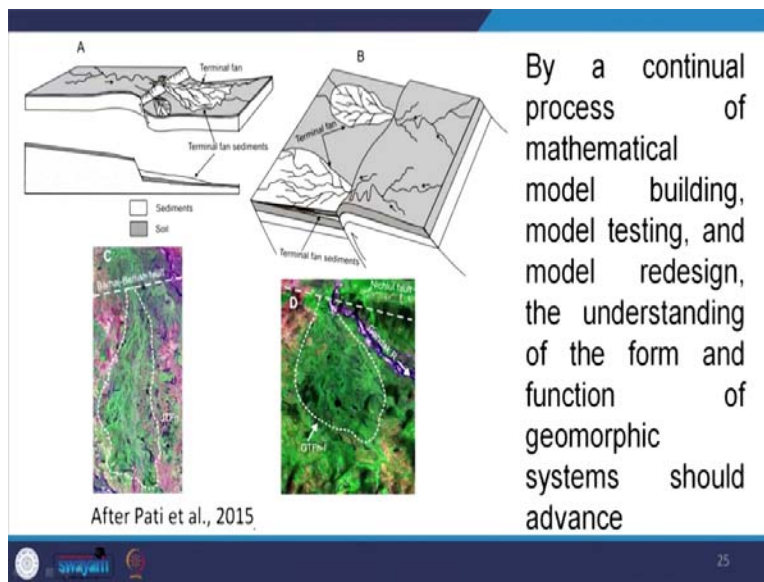 A
Terminal fan
Terminal fan sediments
Sediments
Soil
B
Terminal fan
Terminal fan sediments
C
D
After Pati et al., 2015
By a continual
process of
mathematical
model building,
model testing, and
model redesign,
the understanding
of the form and
function of
geomorphic
systems should
advance
swayam
25